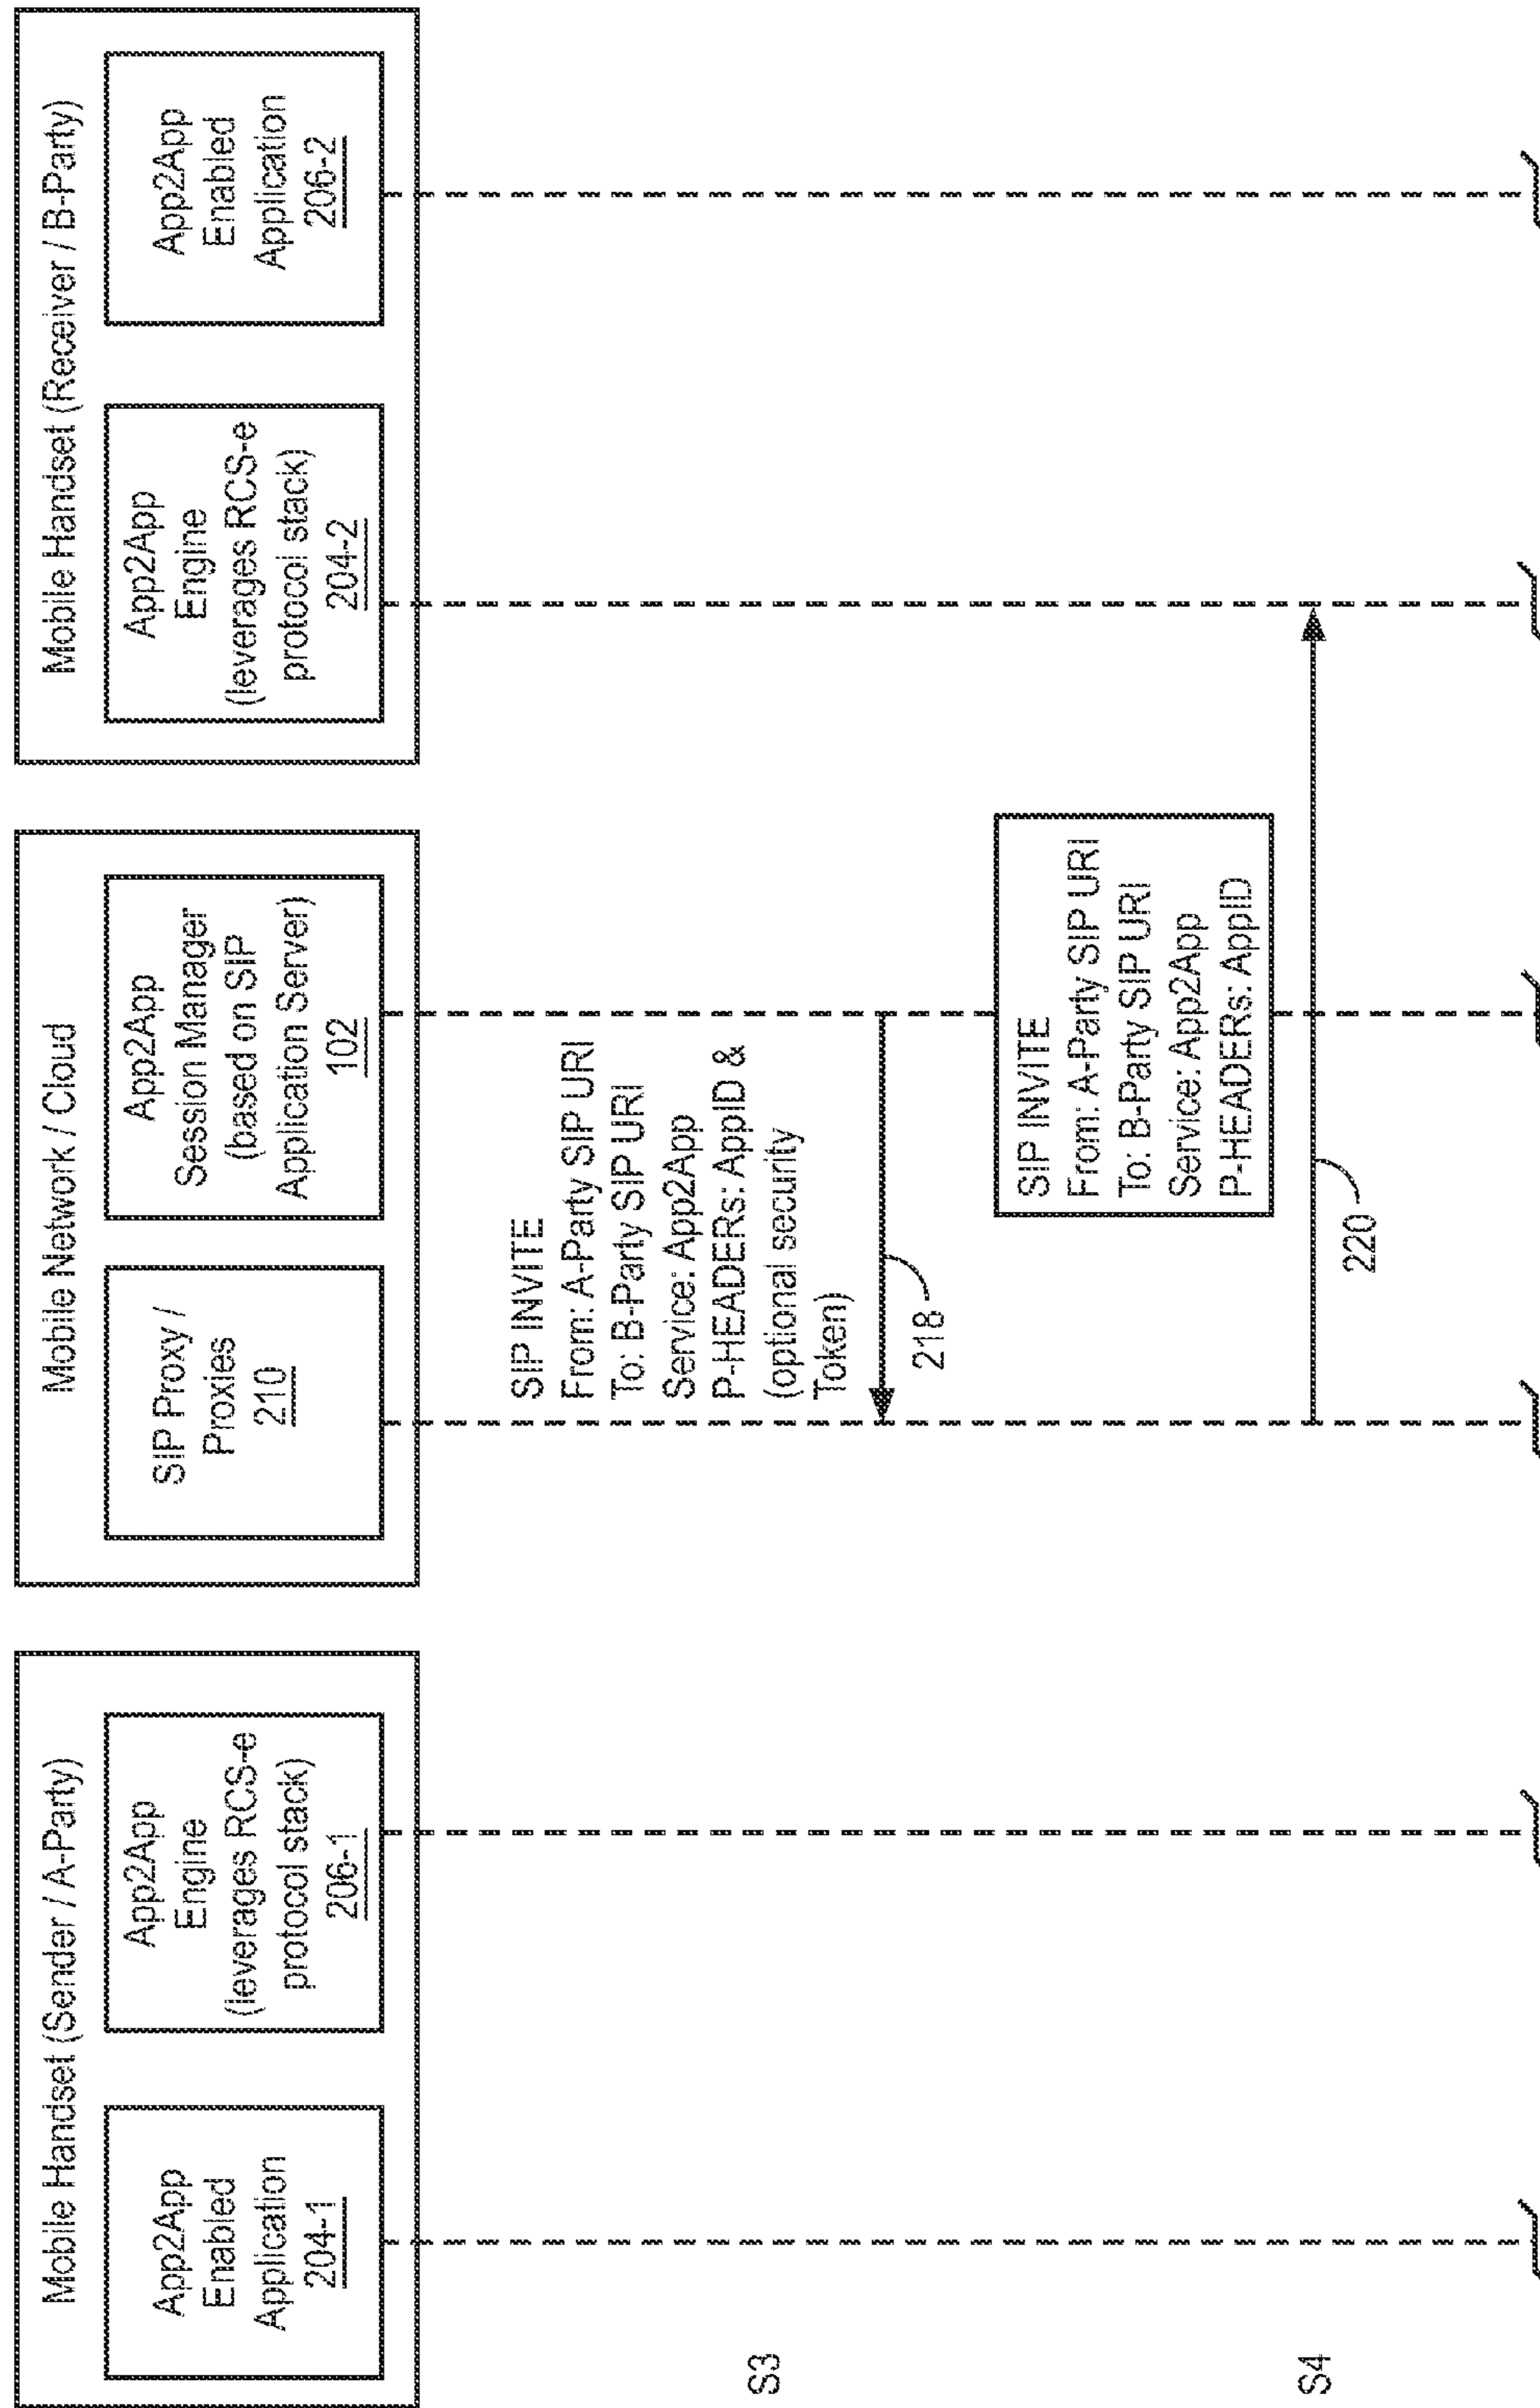 Mobile Handset (Sender / A-Party)
App2App
Enabled
Application
204-1
App2App
Engine
(leverages RCS-e
protocol stack)
206-1
Mobile Network / Cloud
SIP Proxy /
Proxies
210
App2App
Session Manager
(based on SIP
Application Server)
102
Mobile Handset (Receiver / B-Party)
App2App
Engine
(leverages RCS-e
protocol stack)
204-2
App2App
Enabled
Application
206-2
S3
SIP INVITE
From: A-Party SIP URI
To: B-Party SIP URI
Service: App2App
P-HEADERs: AppID &
(optional security
Token)
218
S4
SIP INVITE
From: A-Party SIP URI
To: B-Party SIP URI
Service: App2App
P-HEADERs: AppID
220